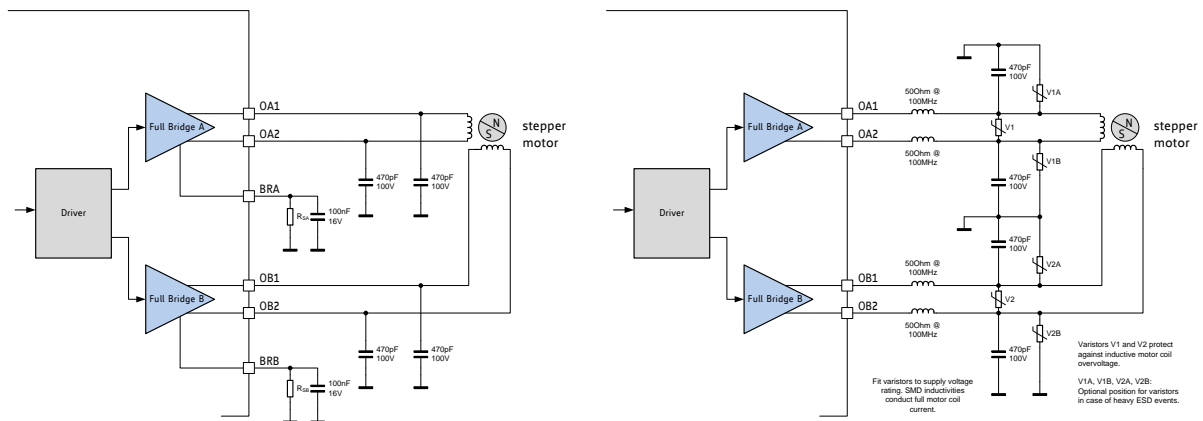 Driver
Full Bridge A
Full Bridge B
OA1
OA2
BRA
OB1
OB2
BRB
RSA
100nF
16V
470pF
100V
470pF
100V
RSB
100nF
16V
470pF
100V
470pF
100V
N
S
stepper
motor
Driver
Full Bridge A
Full Bridge B
OA1
OA2
OB1
OB2
50Ohm @
100MHz
50Ohm @
100MHz
50Ohm @
100MHz
50Ohm @
100MHz
470pF
100V
V1A
V1
V1B
470pF
100V
470pF
100V
V2A
V2
V2B
470pF
100V
N
S
stepper
motor
Fit varistors to supply voltage
rating. SMD inductivities
conduct full motor coil
current.
Varistors V1 and V2 protect
against inductive motor coil
overvoltage.
V1A, V1B, V2A, V2B:
Optional position for varistors
in case of heavy ESD events.